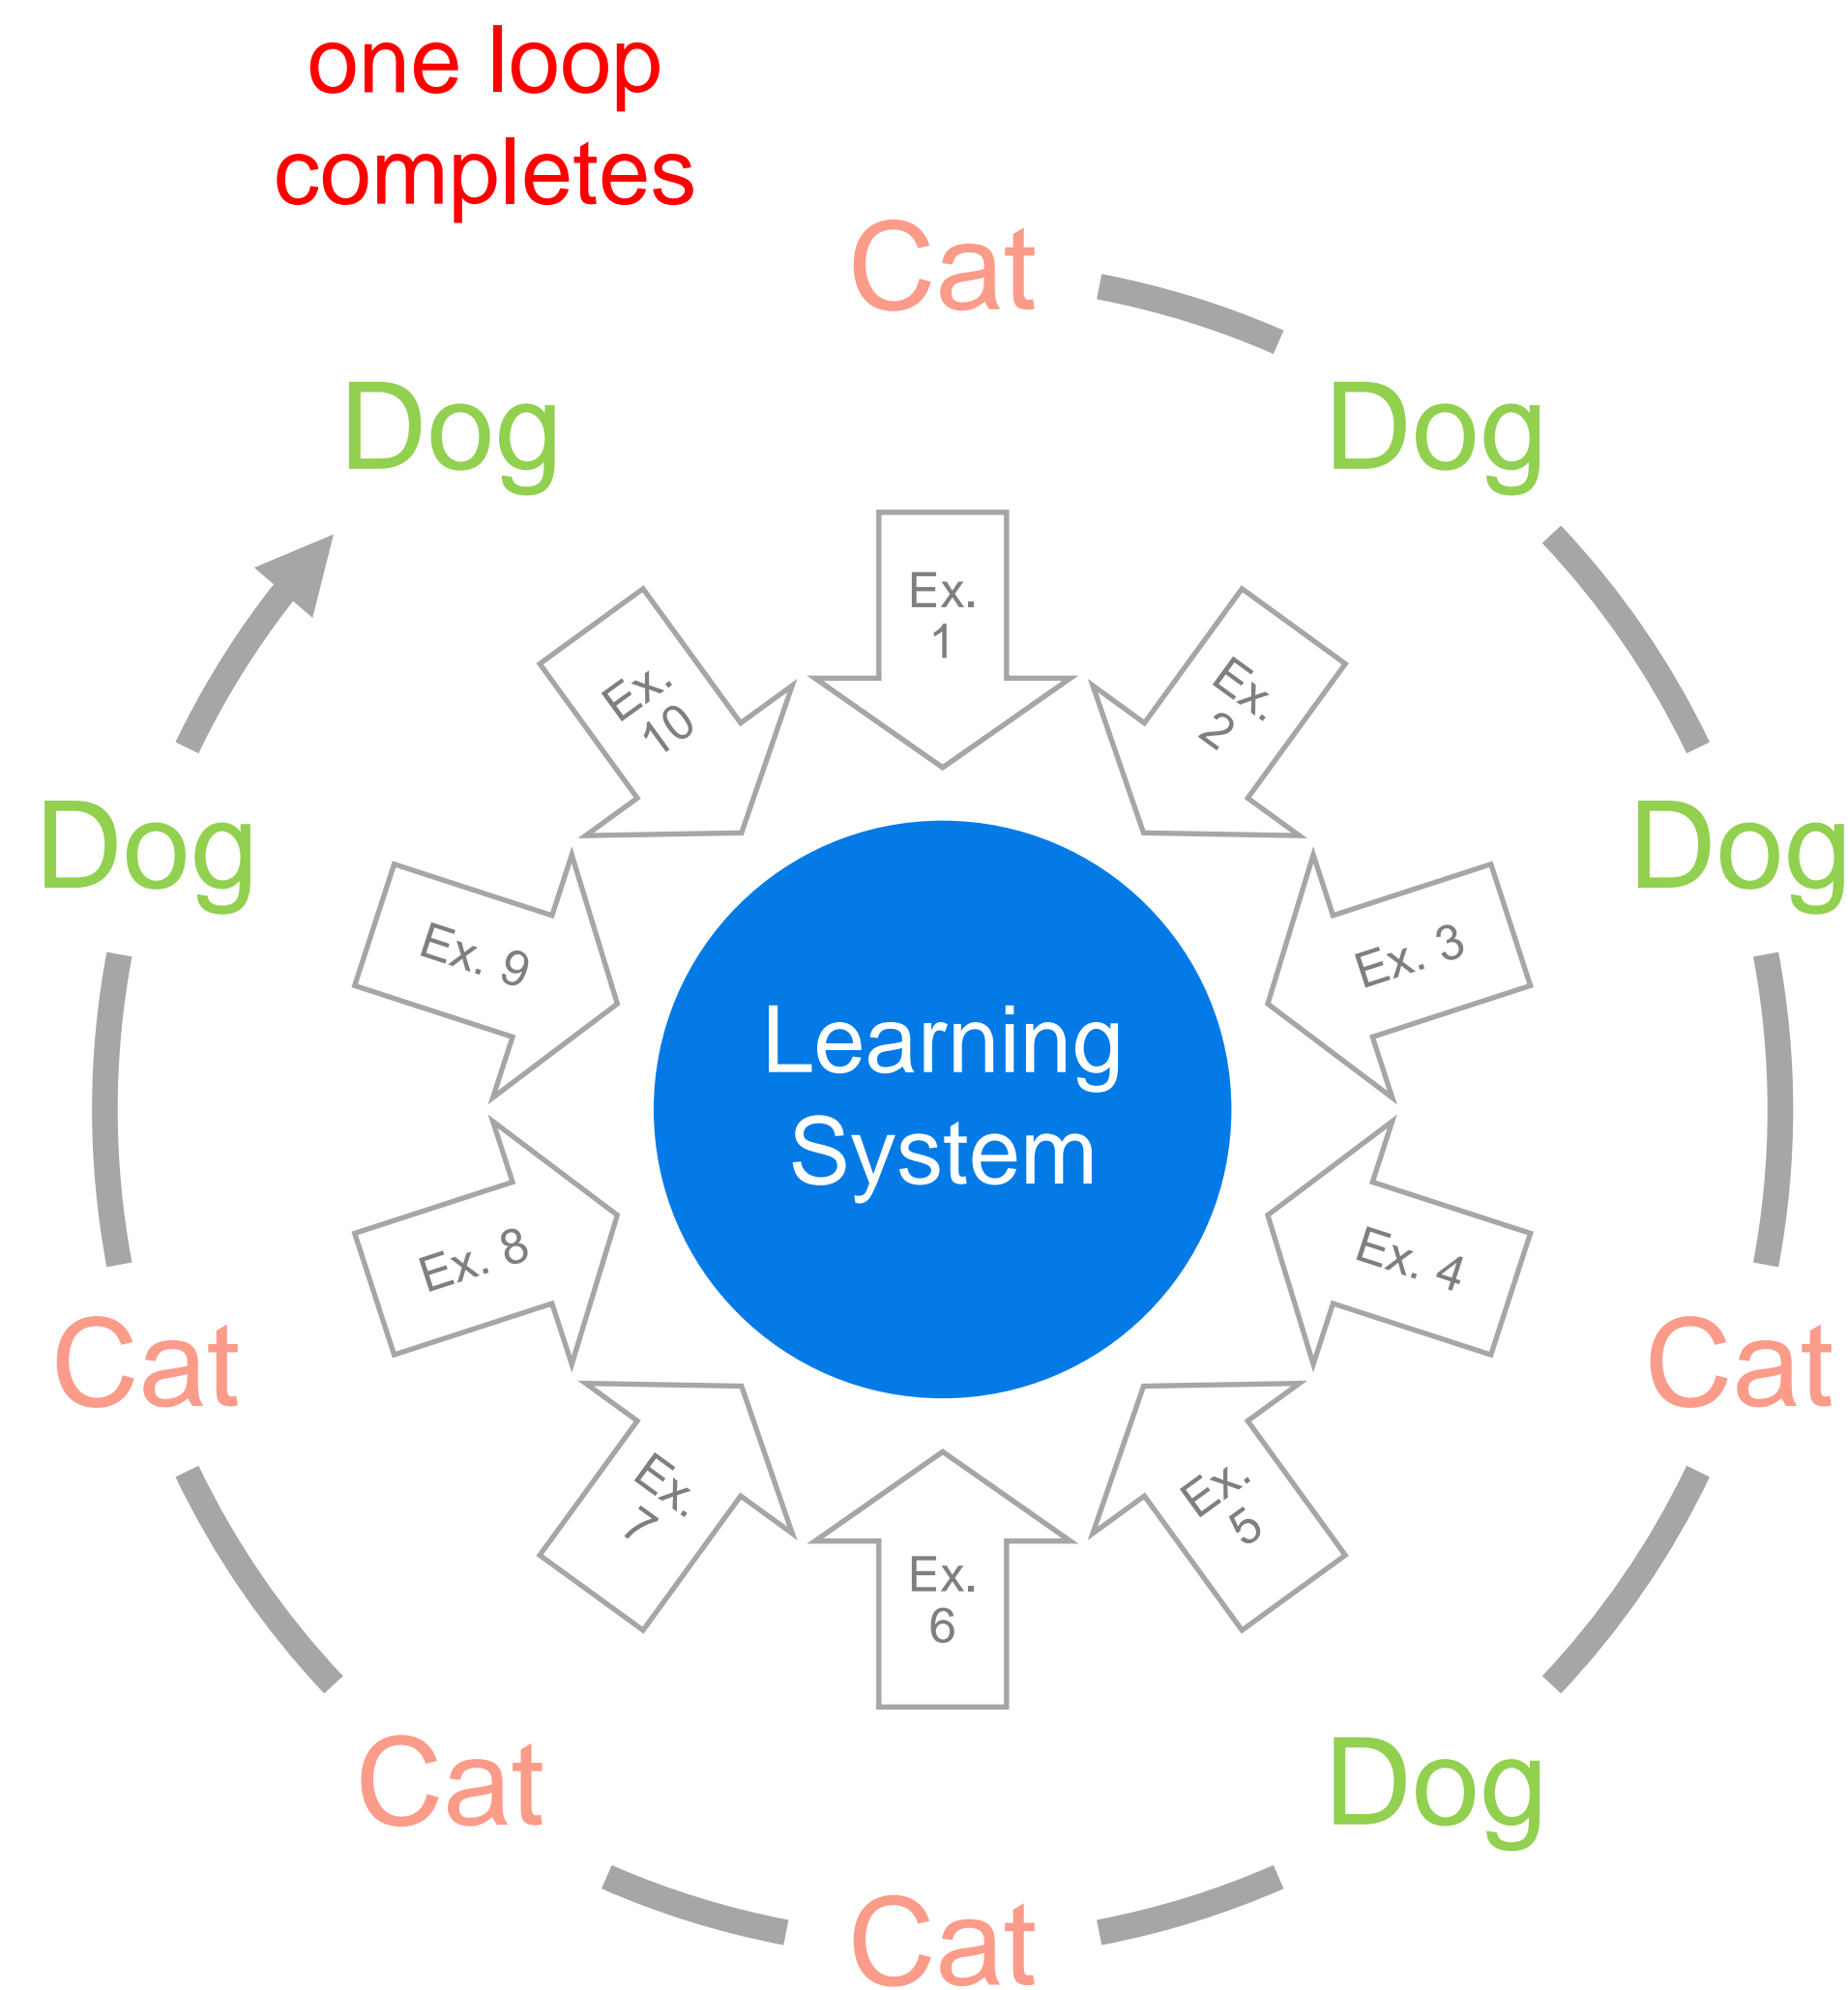 one loop
completes
Cat
Dog
Dog
Cat
Dog
Cat
Cat
Cat
Dog
Dog
Ex.
1
Ex.
2
Ex. 3
Ex. 4
Ex.
5
Ex.
6
Ex.
7
Ex. 8
Ex. 9
Ex.
10
Learning
System